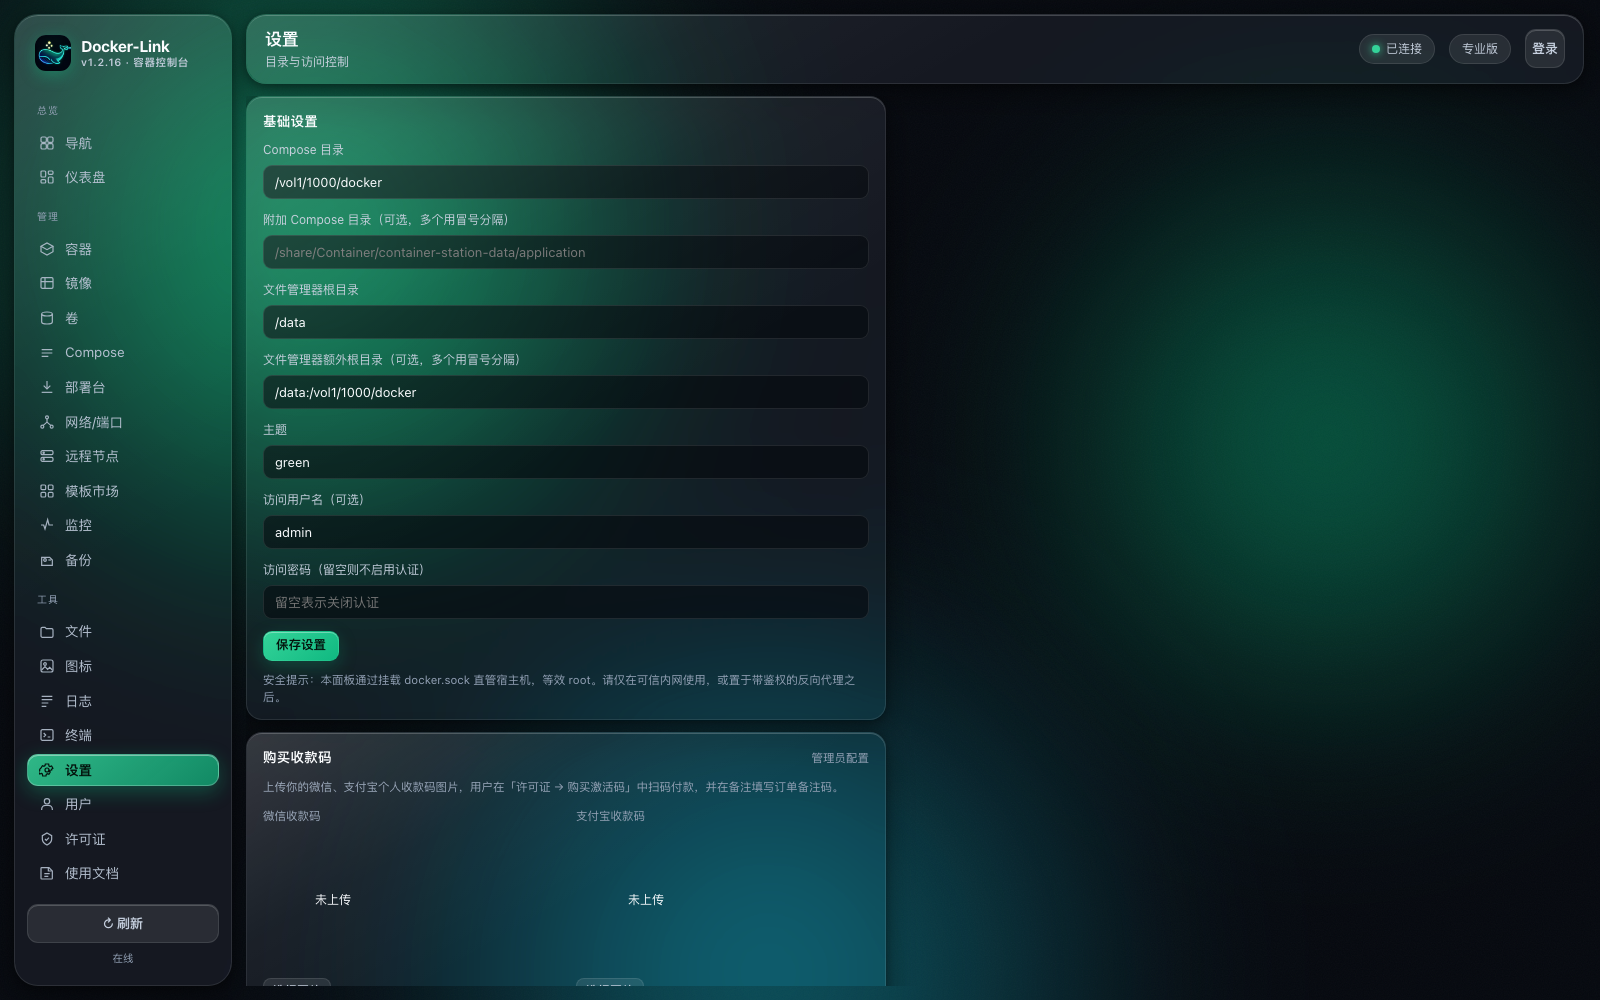 Docker-Link
v1.2.16 · 容器控制台
总览
导航
仪表盘
管理
容器
镜像
卷
Compose
部署台
网络/端口
远程节点
模板市场
监控
备份
工具
文件
图标
日志
终端
设置
用户
许可证
使用文档
刷新
在线
设置
目录与访问控制
已连接
专业版
登录
基础设置
Compose 目录
/vol1/1000/docker
附加 Compose 目录（可选，多个用冒号分隔）
/share/Container/container-station-data/application
文件管理器根目录
/data
文件管理器额外根目录（可选，多个用冒号分隔）
/data:/vol1/1000/docker
主题
green
访问用户名（可选）
admin
访问密码（留空则不启用认证）
留空表示关闭认证
保存设置
安全提示：本面板通过挂载 docker.sock 直管宿主机，等效 root。请仅在可信内网使用，或置于带鉴权的反向代理之
后。
购买收款码
管理员配置
上传你的微信、支付宝个人收款码图片，用户在「许可证 → 购买激活码」中扫码付款，并在备注填写订单备注码。
微信收款码
支付宝收款码
未上传
未上传